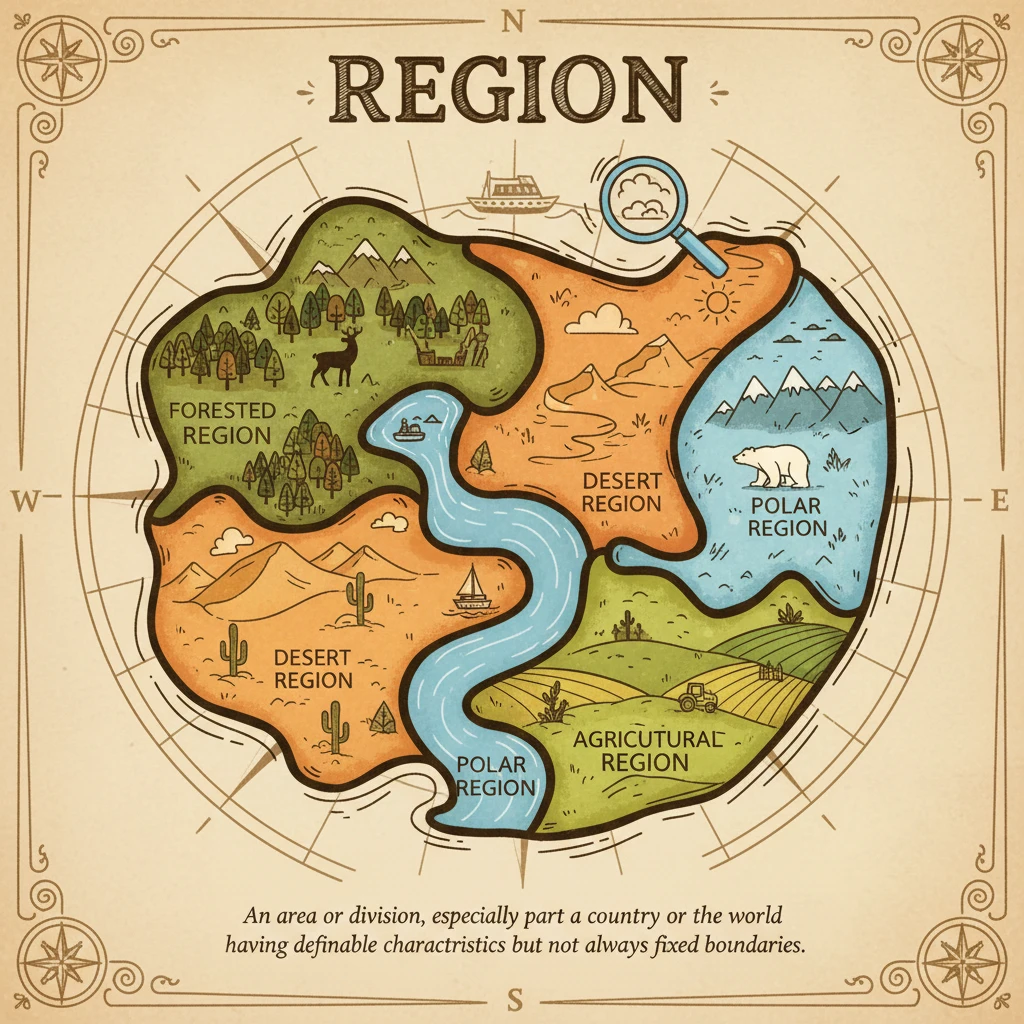 N
REGION
FORESTED
REGION
DESERT
REGION
POLAR
REGION
W
E
DESERT
REGION
AGRICUTURAL
REGION
POLAR
REGION
An area or division, especially part a country or the world
having definable charactristics but not always fixed boundaries.
S